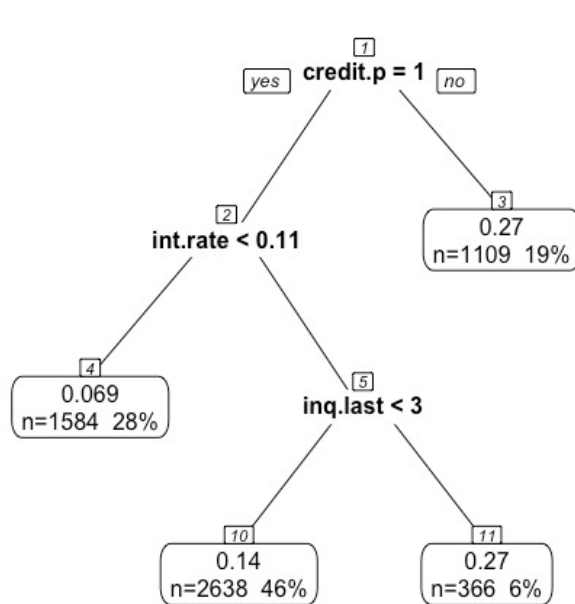 1
yes credit.p = 1 no
2
int.rate < 0.11
3
0.27
n=1109 19%
4
0.069
n=1584 28%
5
inq.last < 3
10
0.14
n=2638 46%
11
0.27
n=366 6%